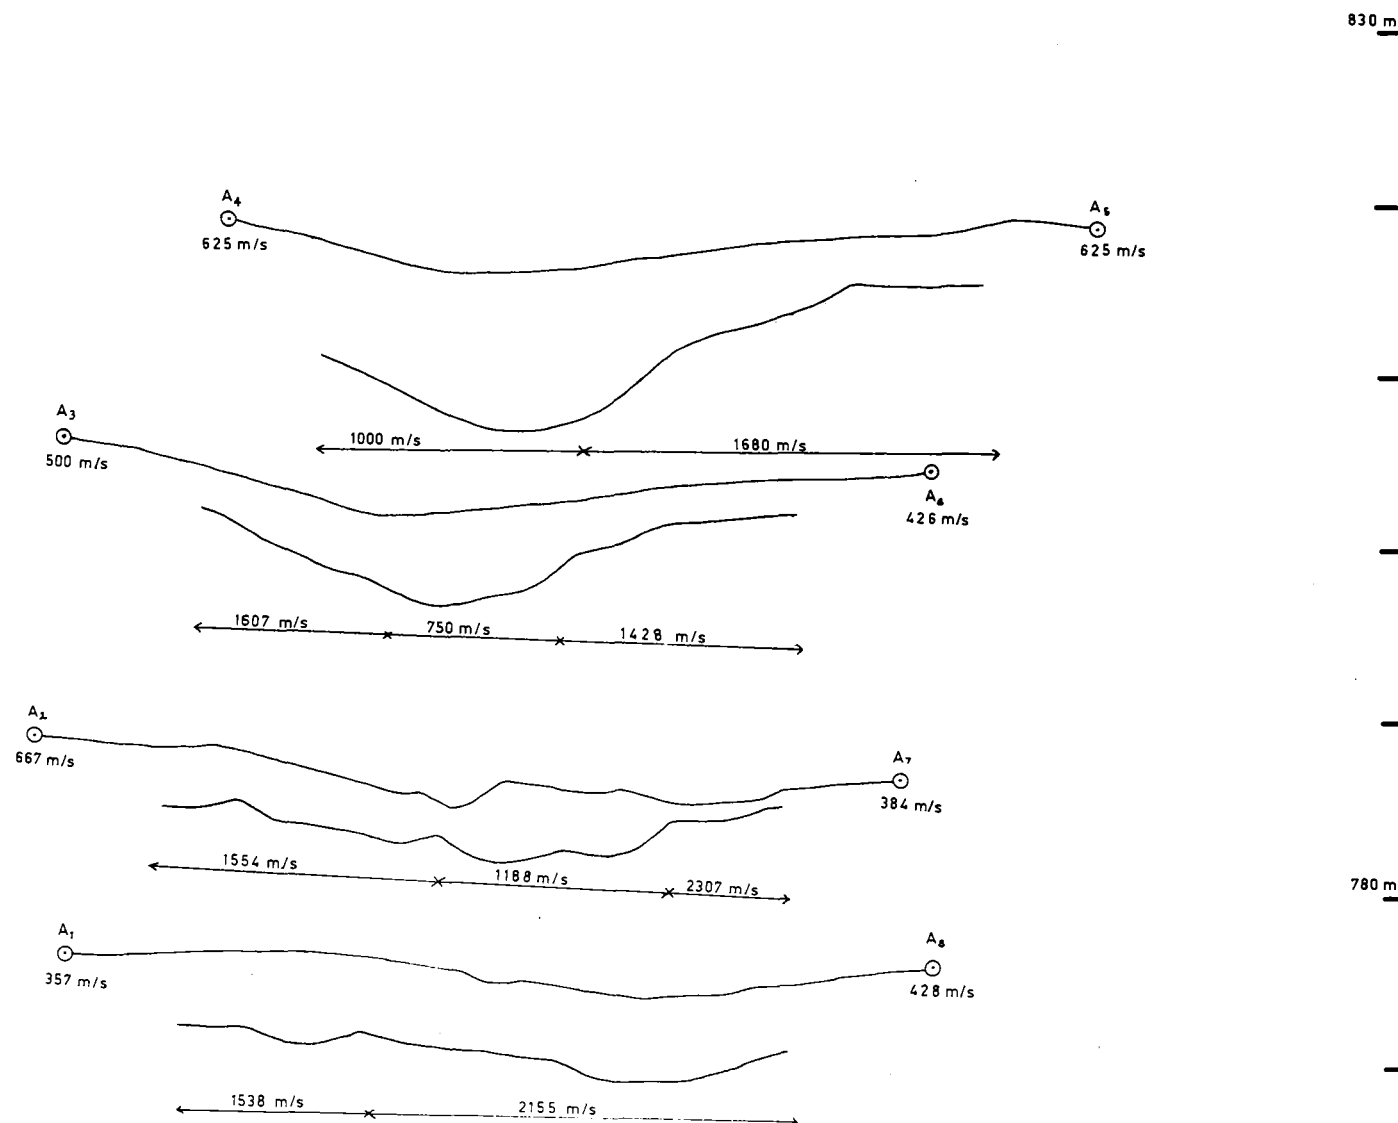 830 m
A₄
625 m/s
A₅
625 m/s
A₃
500 m/s
1000 m/s
1680 m/s
A₆
426 m/s
1607 m/s
750 m/s
1428 m/s
A₂
667 m/s
A₇
384 m/s
1554 m/s
1188 m/s
2307 m/s
780 m
A₁
357 m/s
A₈
428 m/s
1538 m/s
2155 m/s